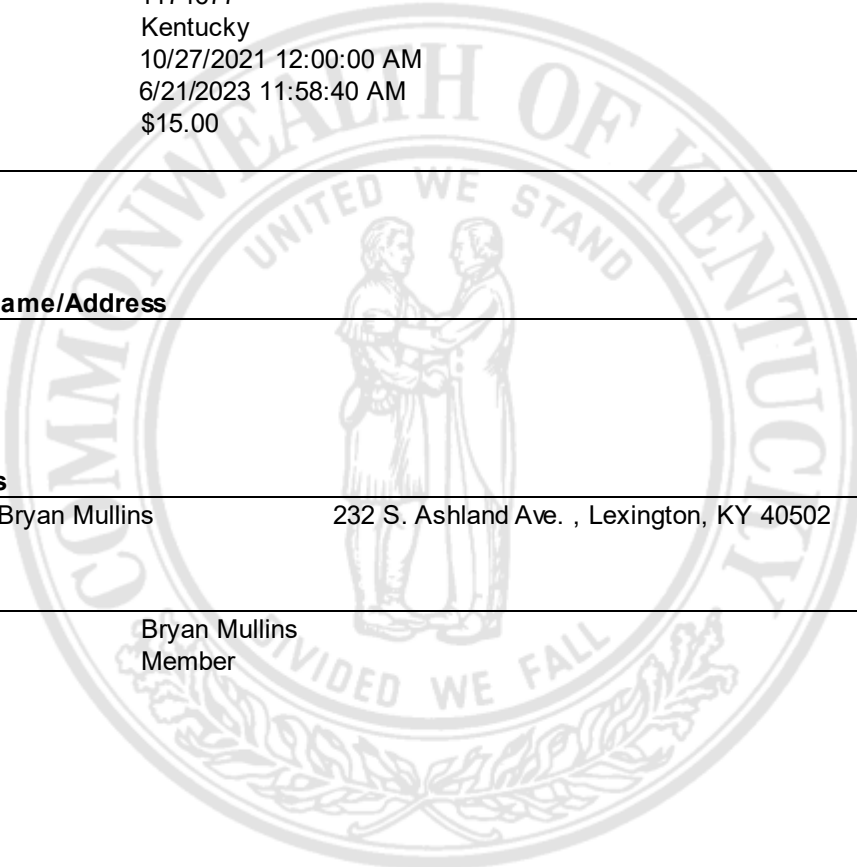 Kentucky
10/27/2021 12:00:00 AM
6/21/2023 11:58:40 AM
$15.00
COMMONWEALTH OF KENTUCKY
UNITED WE STAND
ame/Address
s
Bryan Mullins 232 S. Ashland Ave. , Lexington, KY 40502
Bryan Mullins
Member
DIVIDED WE FALL